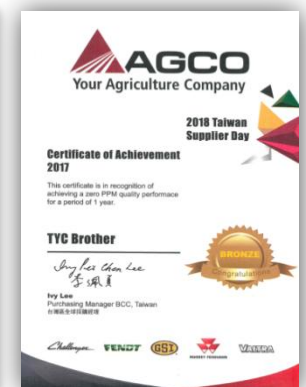 AGCO
Your Agriculture Company
2018 Taiwan
Supplier Day
Certificate of Achievement
2017
This certificate is in recognition of
achieving a zero PPM quality performace
for a period of 1 year.
TYC Brother
BRONZE
Congratulations
Ivy Lee
Purchasing Manager BCC, Taiwan
Challenger
FENDT
GSI
MASSEY FERGUSON
VALTRA